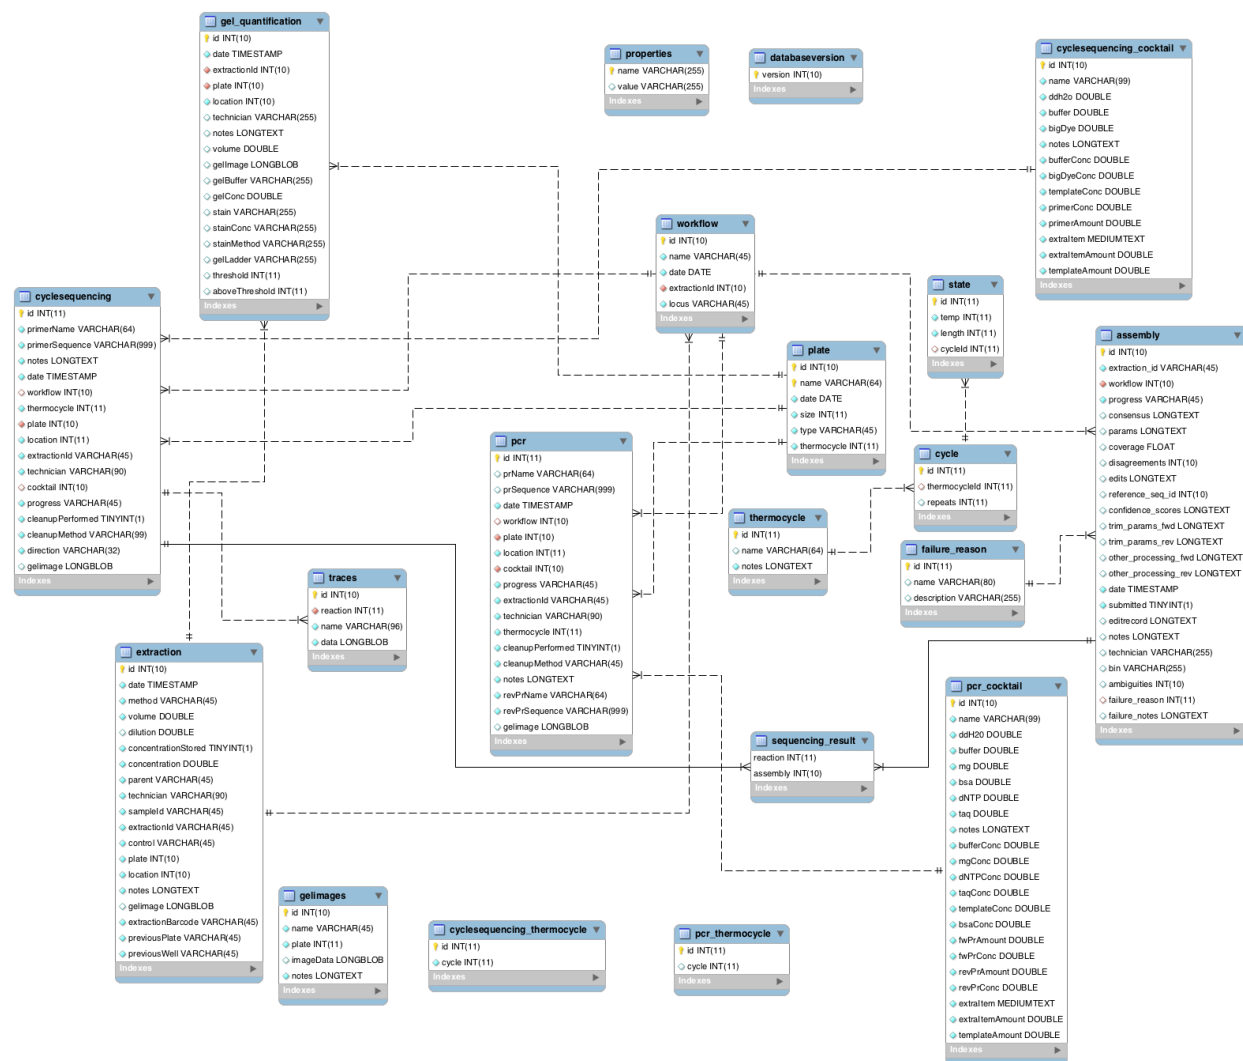 gel_quantification
id INT(10)
date TIMESTAMP
extractionId INT(10)
plate INT(10)
location INT(10)
technician VARCHAR(255)
notes LONGTEXT
volume DOUBLE
gelImage LONGBLOB
gelBuffer VARCHAR(255)
gelConc DOUBLE
stain VARCHAR(255)
stainConc VARCHAR(255)
stainMethod VARCHAR(255)
gelLadder VARCHAR(255)
threshold INT(11)
aboveThreshold INT(11)
Indexes
properties
name VARCHAR(255)
value VARCHAR(255)
Indexes
databaseversion
version INT(10)
Indexes
cyclesequencing_cocktail
id INT(10)
name VARCHAR(99)
ddh2o DOUBLE
buffer DOUBLE
bigDye DOUBLE
notes LONGTEXT
bufferConc DOUBLE
bigDyeConc DOUBLE
templateConc DOUBLE
primerConc DOUBLE
primerAmount DOUBLE
extraItem MEDIUMTEXT
extraItemAmount DOUBLE
templateAmount DOUBLE
Indexes
workflow
id INT(10)
name VARCHAR(45)
date DATE
extractionId INT(10)
locus VARCHAR(45)
Indexes
cyclesequencing
id INT(11)
primerName VARCHAR(64)
primerSequence VARCHAR(999)
notes LONGTEXT
date TIMESTAMP
workflow INT(10)
thermocycle INT(11)
plate INT(10)
location INT(11)
extractionId VARCHAR(45)
technician VARCHAR(90)
cocktail INT(10)
progress VARCHAR(45)
cleanupPerformed TINYINT(1)
cleanupMethod VARCHAR(99)
direction VARCHAR(32)
gelimage LONGBLOB
Indexes
state
id INT(11)
temp INT(11)
length INT(11)
cycleId INT(11)
Indexes
plate
id INT(10)
name VARCHAR(64)
date DATE
size INT(11)
type VARCHAR(45)
thermocycle INT(11)
Indexes
assembly
id INT(10)
extraction_id VARCHAR(45)
workflow INT(10)
progress VARCHAR(45)
consensus LONGTEXT
params LONGTEXT
coverage FLOAT
disagreements INT(10)
edits LONGTEXT
reference_seq_id INT(10)
confidence_scores LONGTEXT
trim_params_fwd LONGTEXT
trim_params_rev LONGTEXT
other_processing_fwd LONGTEXT
other_processing_rev LONGTEXT
date TIMESTAMP
submitted TINYINT(1)
editrecord LONGTEXT
notes LONGTEXT
technician VARCHAR(255)
bin VARCHAR(255)
ambiguities INT(10)
failure_reason INT(11)
failure_notes LONGTEXT
Indexes
pcr
id INT(11)
prName VARCHAR(64)
prSequence VARCHAR(999)
date TIMESTAMP
workflow INT(10)
plate INT(10)
location INT(11)
cocktail INT(10)
progress VARCHAR(45)
extractionId VARCHAR(45)
technician VARCHAR(90)
thermocycle INT(11)
cleanupPerformed TINYINT(1)
cleanupMethod VARCHAR(45)
notes LONGTEXT
revPrName VARCHAR(64)
revPrSequence VARCHAR(999)
gelimage LONGBLOB
Indexes
cycle
id INT(11)
thermocycleId INT(11)
repeats INT(11)
Indexes
thermocycle
id INT(11)
name VARCHAR(64)
notes LONGTEXT
Indexes
failure_reason
id INT(11)
name VARCHAR(80)
description VARCHAR(255)
Indexes
traces
id INT(10)
reaction INT(11)
name VARCHAR(96)
data LONGBLOB
Indexes
extraction
id INT(10)
date TIMESTAMP
method VARCHAR(45)
volume DOUBLE
dilution DOUBLE
concentrationStored TINYINT(1)
concentration DOUBLE
parent VARCHAR(45)
technician VARCHAR(90)
sampleId VARCHAR(45)
extractionId VARCHAR(45)
control VARCHAR(45)
plate INT(10)
location INT(10)
notes LONGTEXT
gelimage LONGBLOB
extractionBarcode VARCHAR(45)
previousPlate VARCHAR(45)
previousWell VARCHAR(45)
Indexes
pcr_cocktail
id INT(10)
name VARCHAR(99)
ddH20 DOUBLE
buffer DOUBLE
mg DOUBLE
bsa DOUBLE
dNTP DOUBLE
taq DOUBLE
notes LONGTEXT
bufferConc DOUBLE
mgConc DOUBLE
dNTPConc DOUBLE
taqConc DOUBLE
templateConc DOUBLE
bsaConc DOUBLE
fwPrAmount DOUBLE
fwPrConc DOUBLE
revPrAmount DOUBLE
revPrConc DOUBLE
extraItem MEDIUMTEXT
extraItemAmount DOUBLE
templateAmount DOUBLE
Indexes
sequencing_result
reaction INT(11)
assembly INT(10)
Indexes
gelimages
id INT(10)
name VARCHAR(45)
plate INT(11)
imageData LONGBLOB
notes LONGTEXT
Indexes
cyclesequencing_thermocycle
id INT(11)
cycle INT(11)
Indexes
pcr_thermocycle
id INT(11)
cycle INT(11)
Indexes